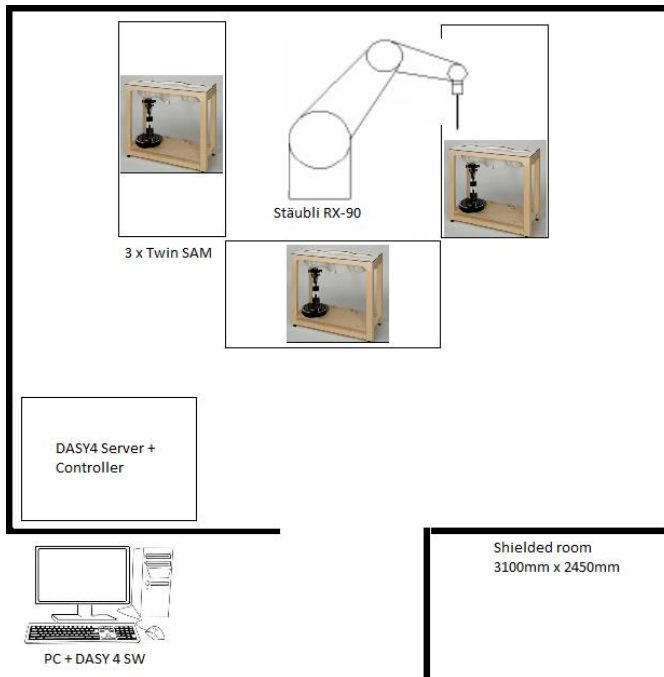 Stäubli RX-90
3 x Twin SAM
DASY4 Server +
Controller
Shielded room
3100mm x 2450mm
PC + DASY 4 SW